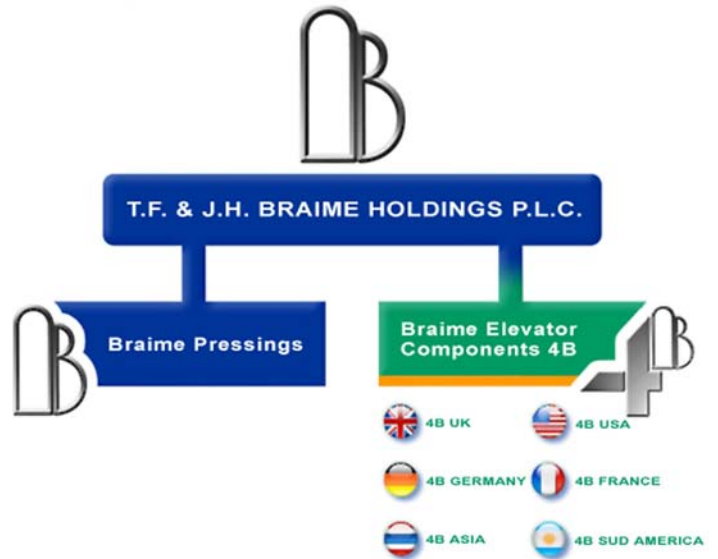 B
T.F. & J.H. BRAIME HOLDINGS P.L.C.
B
Braime Pressings
Braime Elevator
Components 4B
4B
4B UK
4B USA
4B GERMANY
4B FRANCE
4B ASIA
4B SUD AMERICA